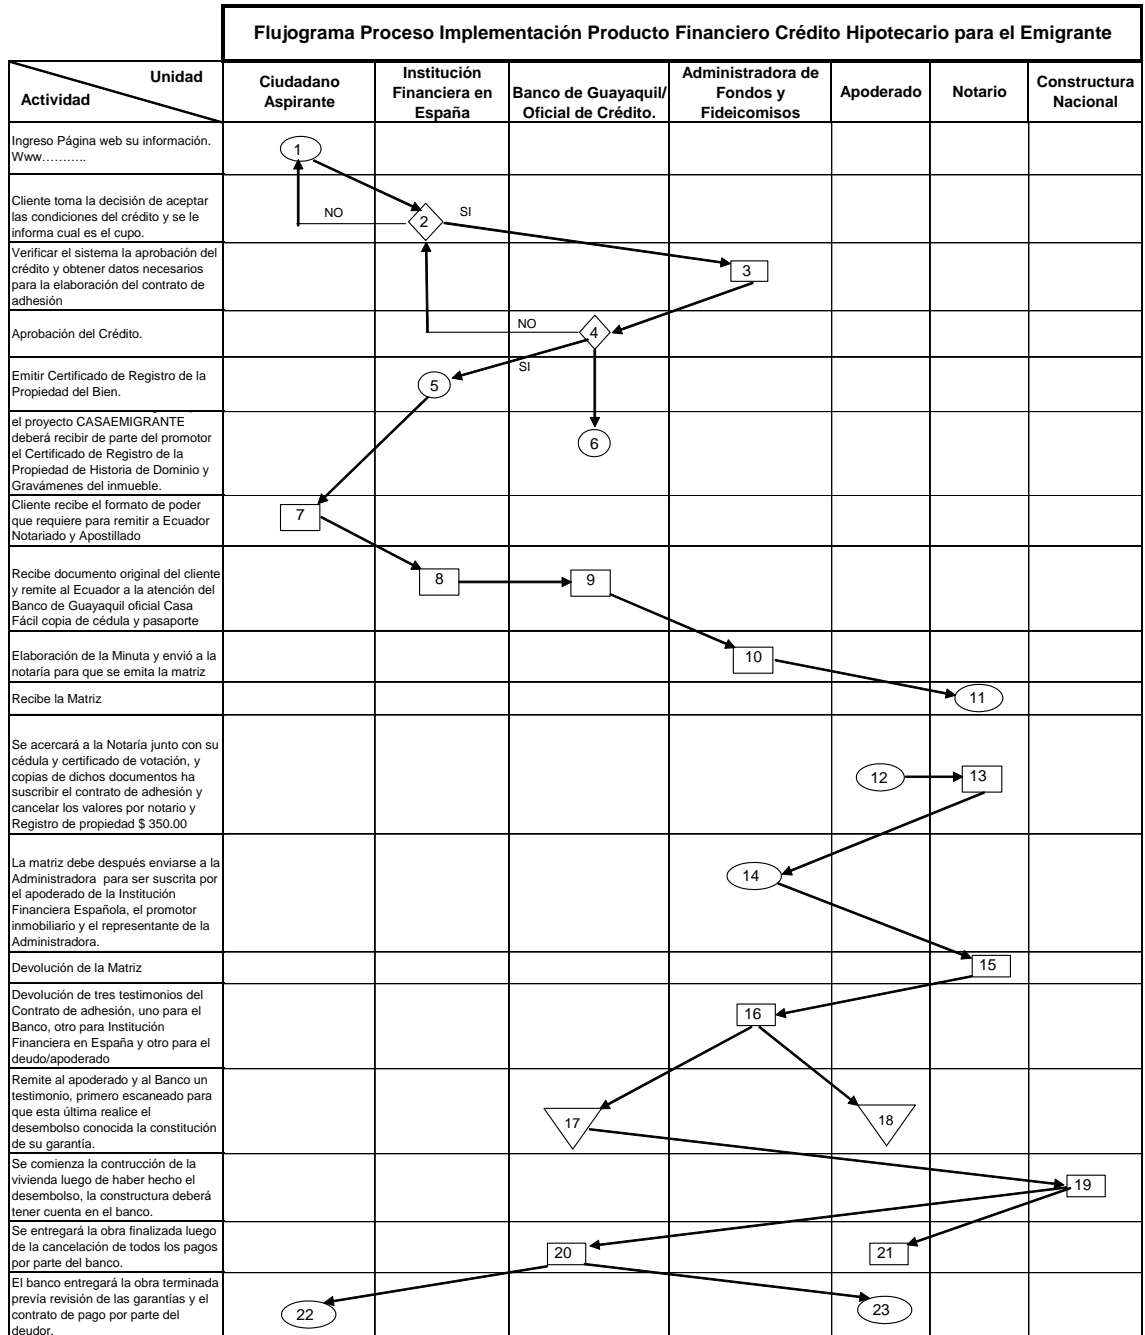 Flujograma Proceso Implementación Producto Financiero Crédito Hipotecario para el Emigrante
Unidad
Actividad
Ciudadano
Aspirante
Institución
Financiera en
España
Banco de Guayaquil/
Oficial de Crédito.
Administradora de
Fondos y
Fideicomisos
Apoderado
Notario
Constructura
Nacional
Ingreso Página web su información.
Www………..
1
Cliente toma la decisión de aceptar
las condiciones del crédito y se le
informa cual es el cupo.
NO
2
SI
Verificar el sistema la aprobación del
crédito y obtener datos necesarios
para la elaboración del contrato de
adhesión
3
Aprobación del Crédito.
NO
4
SI
Emitir Certificado de Registro de la
Propiedad del Bien.
5
el proyecto CASAEMIGRANTE
deberá recibir de parte del promotor
el Certificado de Registro de la
Propiedad de Historia de Dominio y
Gravámenes del inmueble.
6
Cliente recibe el formato de poder
que requiere para remitir a Ecuador
Notariado y Apostillado
7
Recibe documento original del cliente
y remite al Ecuador a la atención del
Banco de Guayaquil oficial Casa
Fácil copia de cédula y pasaporte
8
9
Elaboración de la Minuta y envió a la
notaría para que se emita la matriz
10
Recibe la Matriz
11
Se acercará a la Notaría junto con su
cédula y certificado de votación, y
copias de dichos documentos ha
suscribir el contrato de adhesión y
cancelar los valores por notario y
Registro de propiedad $ 350.00
12
13
La matriz debe después enviarse a la
Administradora para ser suscrita por
el apoderado de la Institución
Financiera Española, el promotor
inmobiliario y el representante de la
Administradora.
14
Devolución de la Matriz
15
Devolución de tres testimonios del
Contrato de adhesión, uno para el
Banco, otro para Institución
Financiera en España y otro para el
deudo/apoderado
16
Remite al apoderado y al Banco un
testimonio, primero escaneado para
que esta última realice el
desembolso conocida la constitución
de su garantía.
17
18
Se comienza la contrucción de la
vivienda luego de haber hecho el
desembolso, la constructura deberá
tener cuenta en el banco.
19
Se entregará la obra finalizada luego
de la cancelación de todos los pagos
por parte del banco.
20
21
El banco entregará la obra terminada
prevía revisión de las garantías y el
contrato de pago por parte del
deudor.
22
23